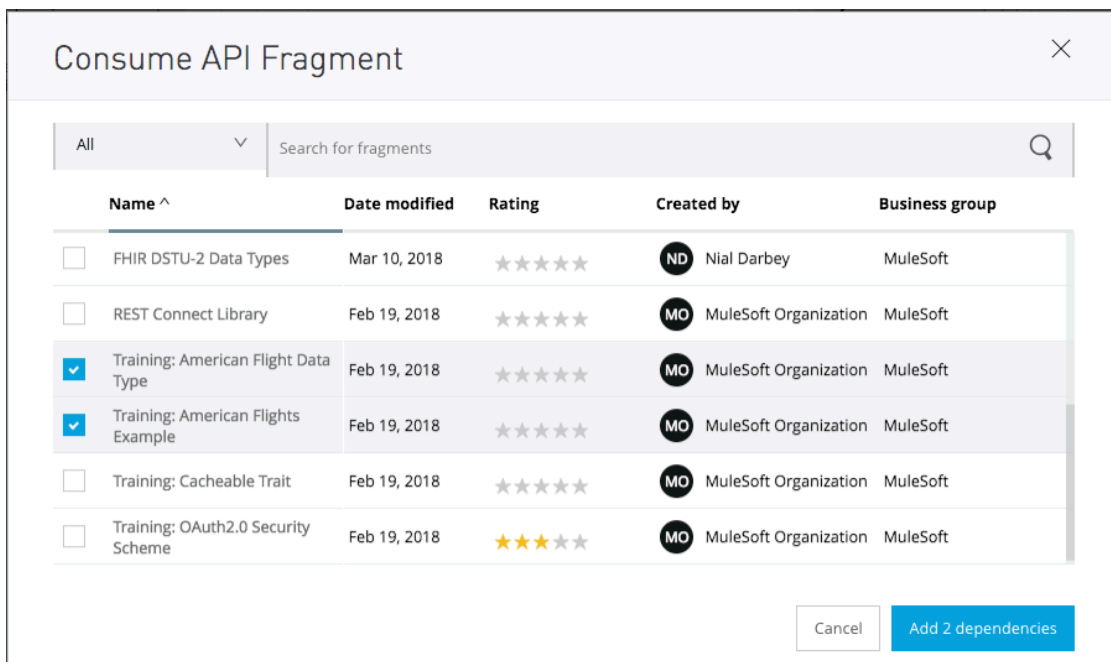 Consume API Fragment
All
Search for fragments
Name Date modified Rating Created by Business group
FHIR DSTU-2 Data Types Mar 10, 2018 ND Nial Darbey MuleSoft
REST Connect Library Feb 19, 2018 MO MuleSoft Organization MuleSoft
Training: American Flight Data
Type Feb 19, 2018 MO MuleSoft Organization MuleSoft
Training: American Flights
Example Feb 19, 2018 MO MuleSoft Organization MuleSoft
Training: Cacheable Trait Feb 19, 2018 MO MuleSoft Organization MuleSoft
Training: OAuth2.0 Security
Scheme Feb 19, 2018 MO MuleSoft Organization MuleSoft
Cancel Add 2 dependencies